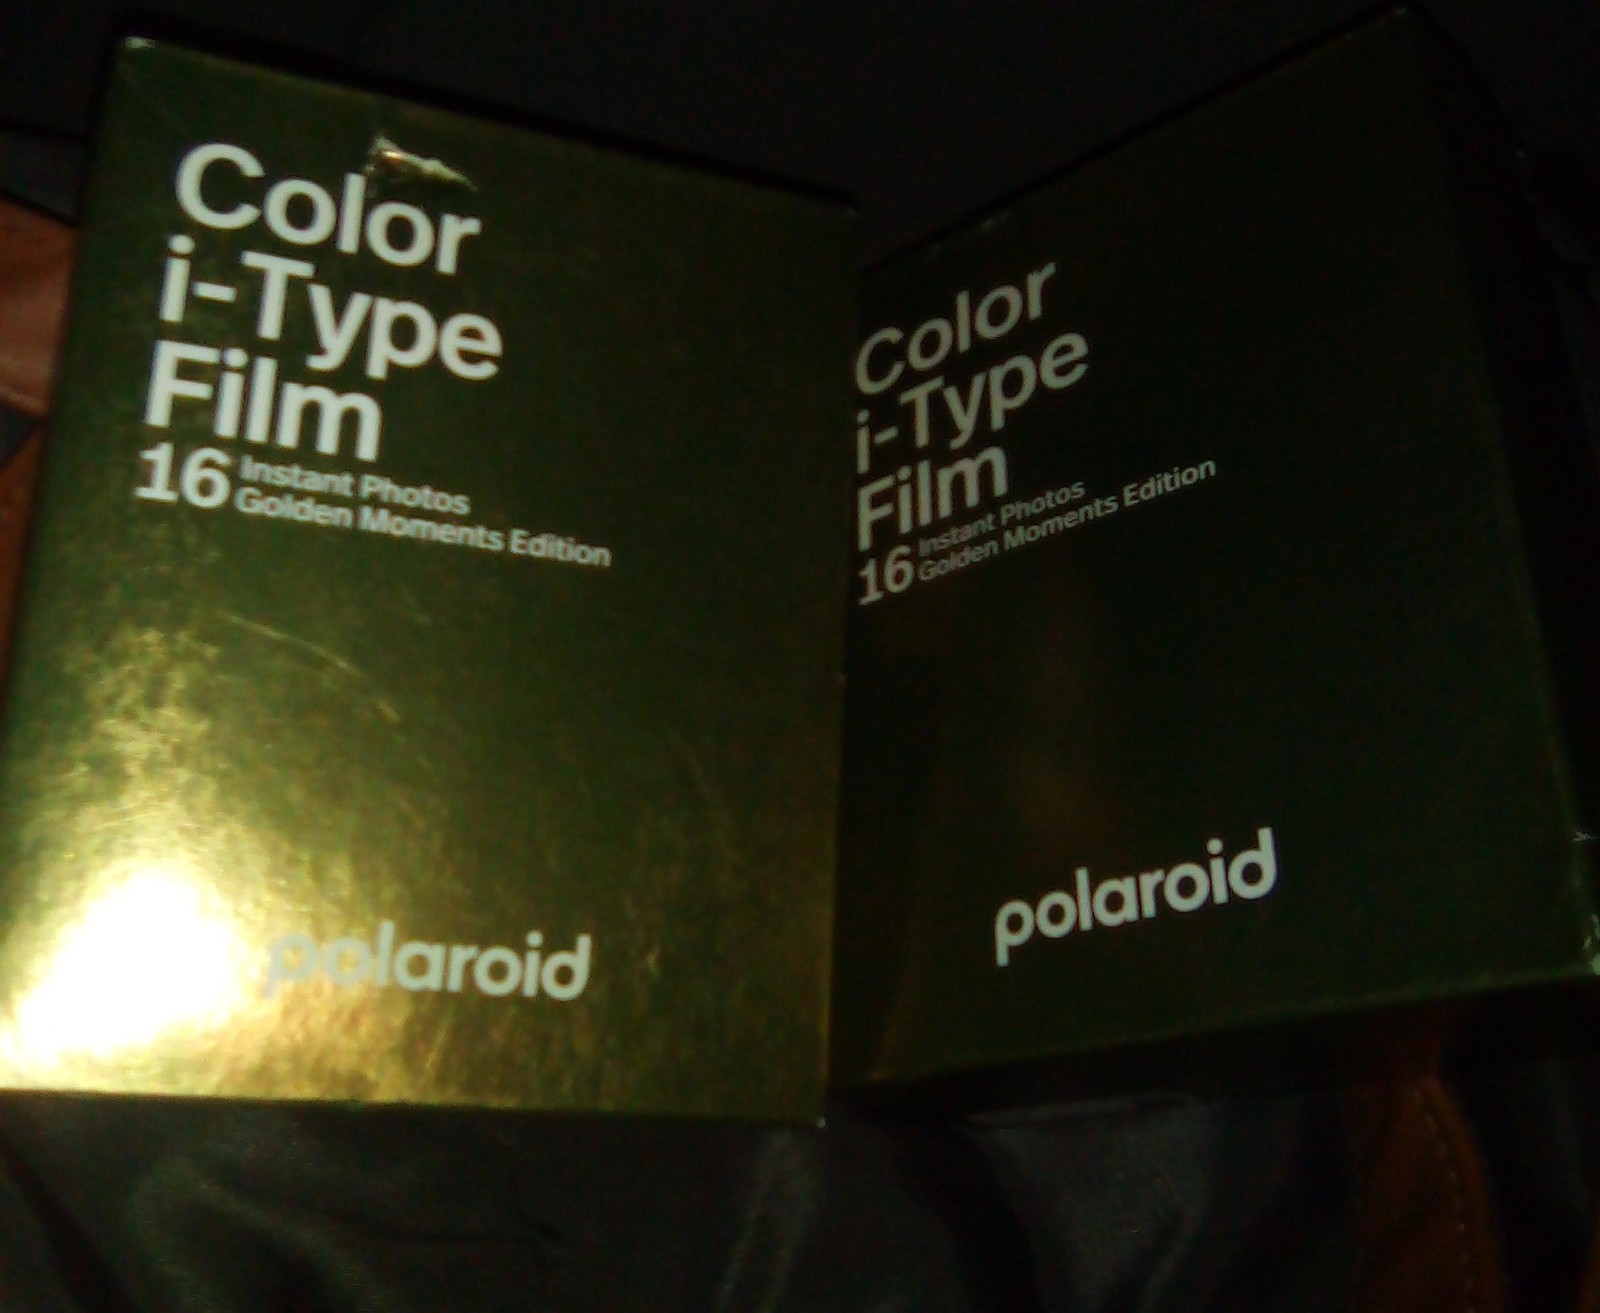 Color
i-Type
Film
16 Instant Photos
Golden Moments Edition
polaroid
Color
i-Type
Film
16 Instant Photos
Golden Moments Edition
polaroid